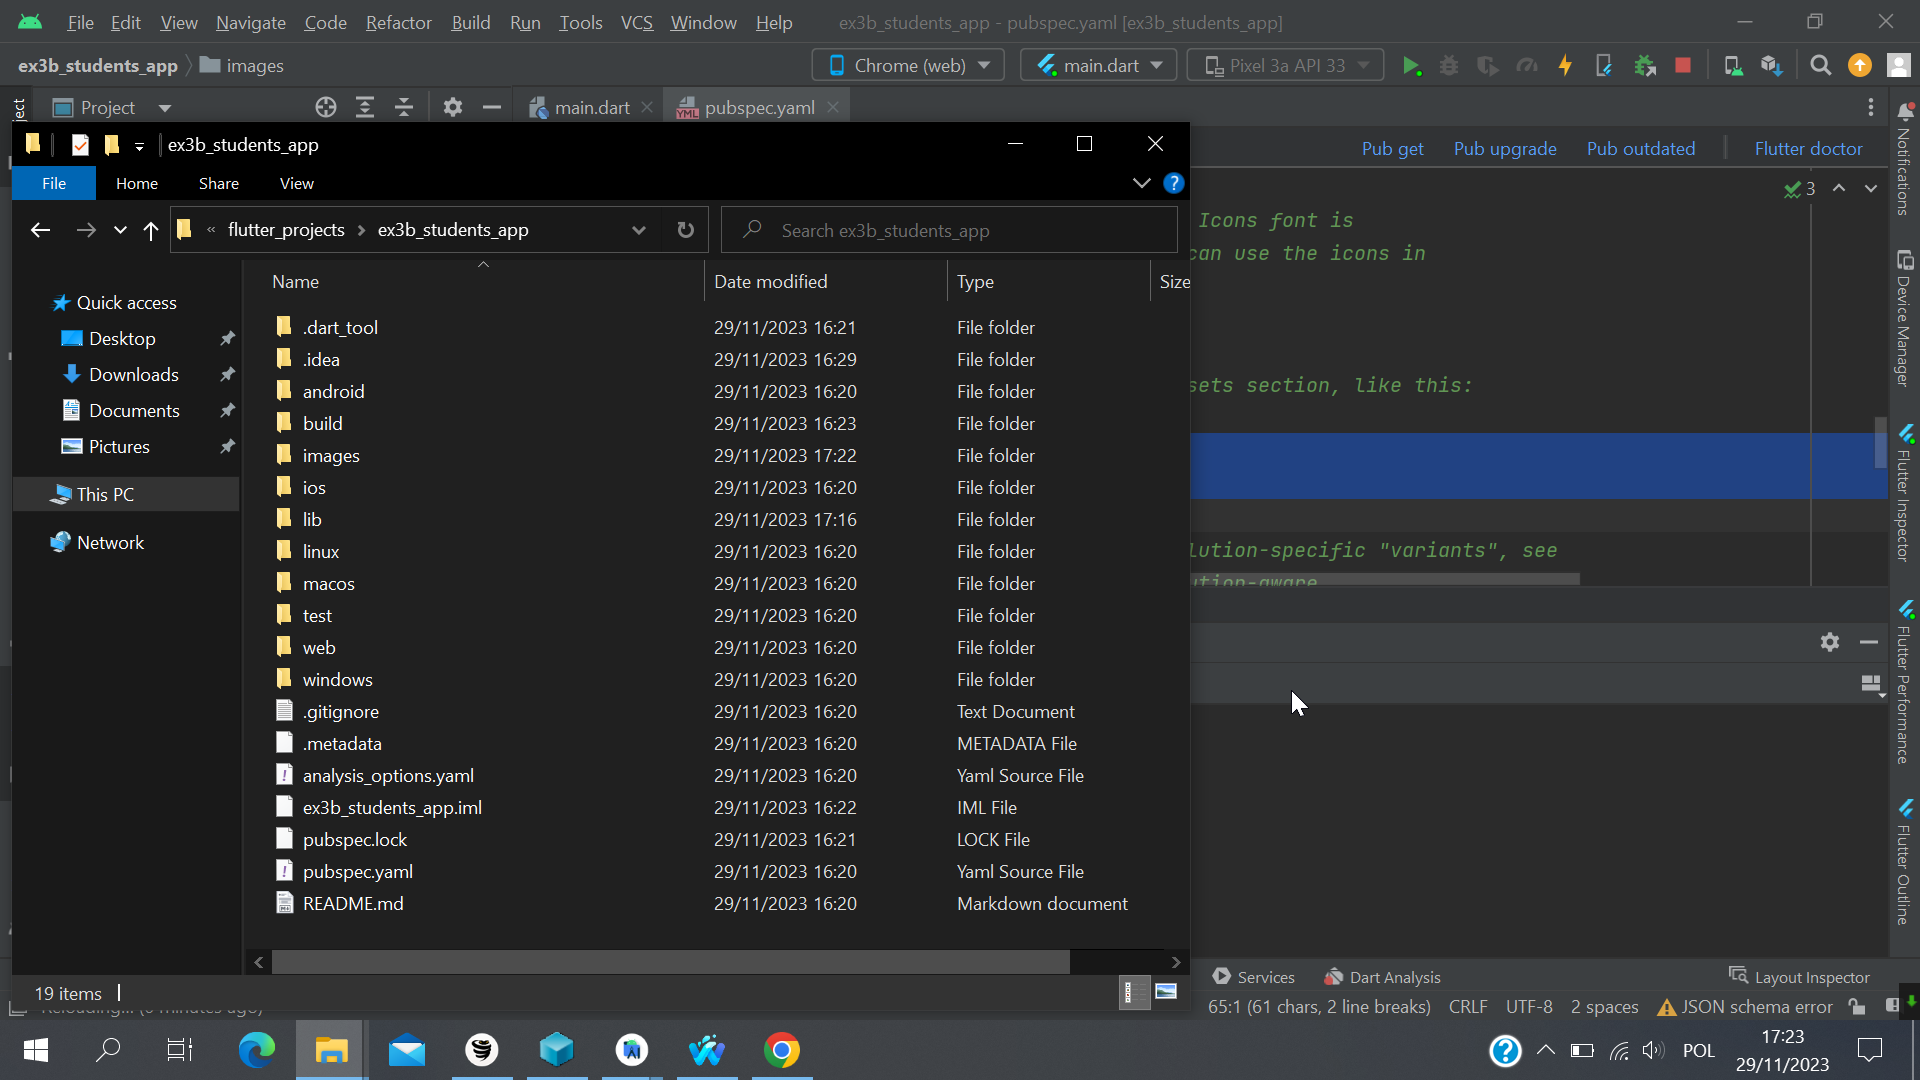 File Edit View Navigate Code Refactor Build Run Tools VCS Window Help ex3b_students_app - pubspec.yaml [ex3b_students_app]
ex3b_students_app images Chrome (web) main.dart Pixel 3a API 33
Project main.dart pubspec.yaml
ex3b_students_app
Pub get Pub upgrade Pub outdated Flutter doctor
File Home Share View
3
flutter_projects ex3b_students_app Search ex3b_students_app
Icons font is
can use the icons in
Name Date modified Type Size
Quick access
Desktop
Downloads
Documents
Pictures
This PC
Network
.dart_tool 29/11/2023 16:21 File folder
.idea 29/11/2023 16:29 File folder
android 29/11/2023 16:20 File folder
build 29/11/2023 16:23 File folder
images 29/11/2023 17:22 File folder
ios 29/11/2023 16:20 File folder
lib 29/11/2023 17:16 File folder
linux 29/11/2023 16:20 File folder
macos 29/11/2023 16:20 File folder
test 29/11/2023 16:20 File folder
web 29/11/2023 16:20 File folder
windows 29/11/2023 16:20 File folder
.gitignore 29/11/2023 16:20 Text Document
.metadata 29/11/2023 16:20 METADATA File
analysis_options.yaml 29/11/2023 16:20 Yaml Source File
ex3b_students_app.iml 29/11/2023 16:22 IML File
pubspec.lock 29/11/2023 16:21 LOCK File
pubspec.yaml 29/11/2023 16:20 Yaml Source File
README.md 29/11/2023 16:20 Markdown document
19 items
sets section, like this:
lution-specific "variants", see
ution-aware
Notifications
Device Manager
Flutter Inspector
Flutter Performance
Flutter Outline
Services Dart Analysis Layout Inspector
65:1 (61 chars, 2 line breaks) CRLF UTF-8 2 spaces JSON schema error
POL
17:23
29/11/2023